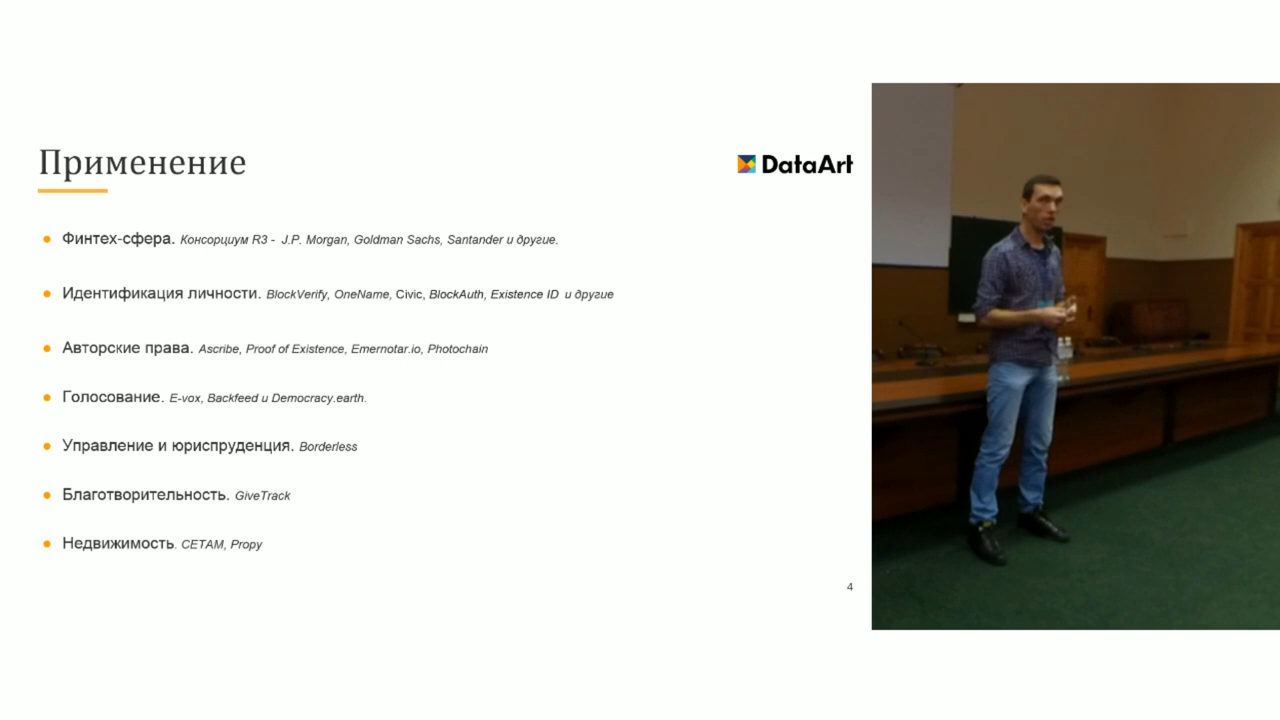 Применение
DataArt
Финтех-сфера. Консорциум R3 - J.P. Morgan, Goldman Sachs, Santander и другие.
Идентификация личности. BlockVerify, OneName, Civic, BlockAuth, Existence ID и другие
Авторские права. Ascribe, Proof of Existence, Emernotar.io, Photochain
Голосование. E-vox, Backfeed и Democracy.earth.
Управление и юриспруденция. Borderless
Благотворительность. GiveTrack
Недвижимость. CETAM, Propy
4